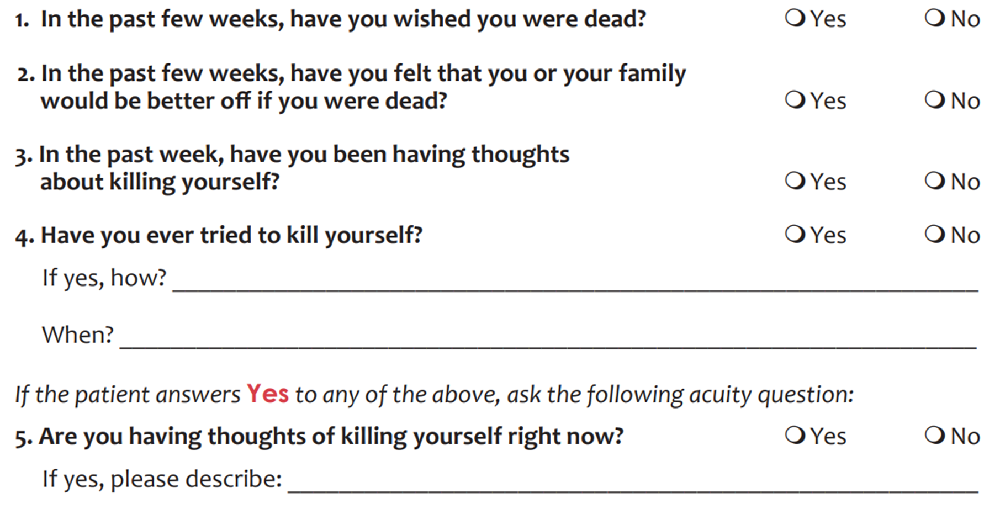 1. In the past few weeks, have you wished you were dead? Yes No
2. In the past few weeks, have you felt that you or your family
would be better off if you were dead? Yes No
3. In the past week, have you been having thoughts
about killing yourself? Yes No
4. Have you ever tried to kill yourself? Yes No
If yes, how?
When?
If the patient answers Yes to any of the above, ask the following acuity question:
5. Are you having thoughts of killing yourself right now? Yes No
If yes, please describe: